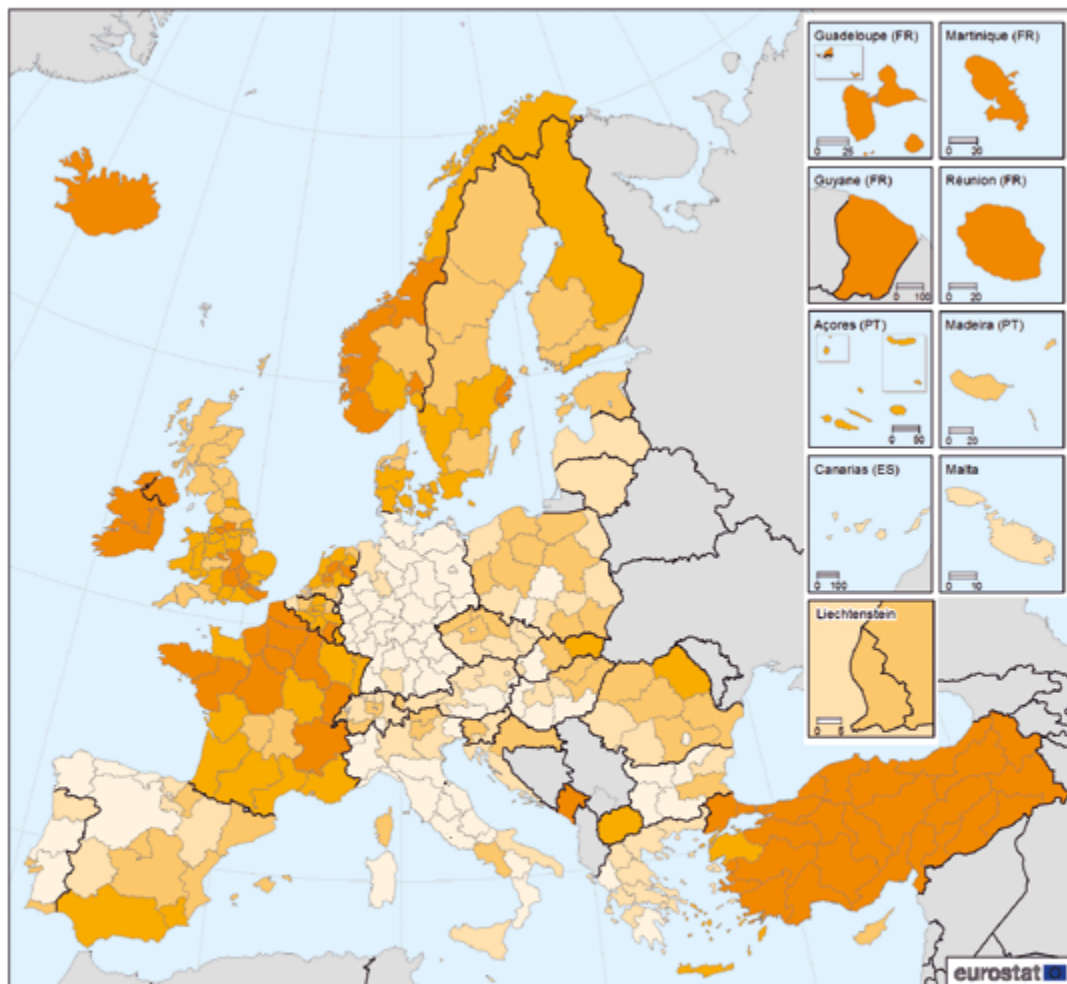 Guadeloupe (FR)
Martinique (FR)
0 25
0 20
Guyane (FR)
Réunion (FR)
0 100
0 20
Açores (PT)
Madeira (PT)
0 50
0 20
Canarias (ES)
Malta
0 100
0 10
Liechtenstein
0 5
eurostat